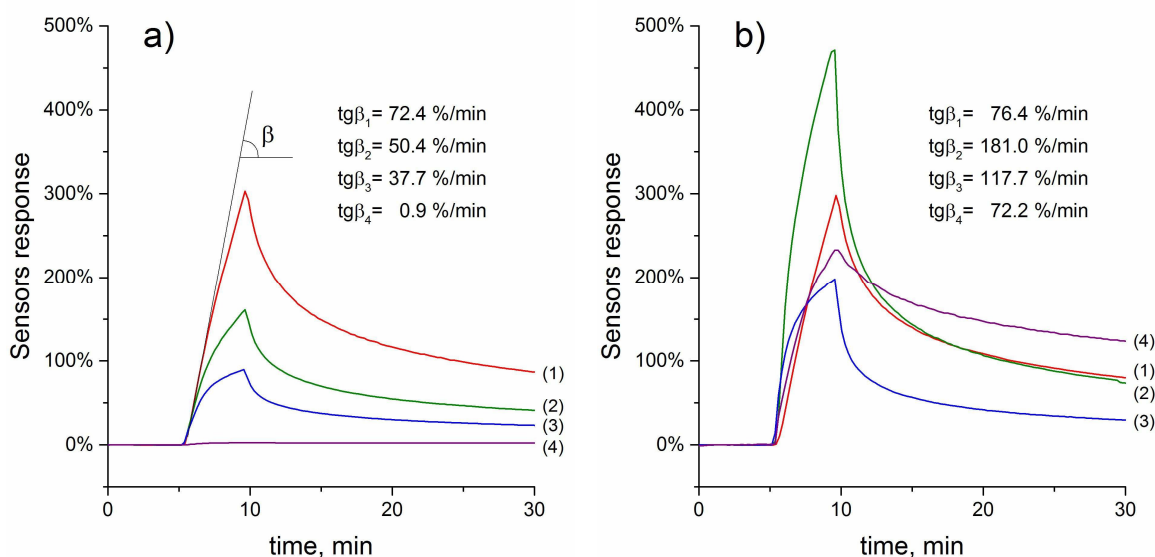 a)
Sensors response
500%
400%
300%
200%
100%
0%
β
tgβ₁= 72.4 %/min
tgβ₂= 50.4 %/min
tgβ₃= 37.7 %/min
tgβ₄= 0.9 %/min
(1)
(2)
(3)
(4)
0
10
20
30
time, min
b)
Sensors response
500%
400%
300%
200%
100%
0%
tgβ₁= 76.4 %/min
tgβ₂= 181.0 %/min
tgβ₃= 117.7 %/min
tgβ₄= 72.2 %/min
(4)
(1)
(2)
(3)
0
10
20
30
time, min